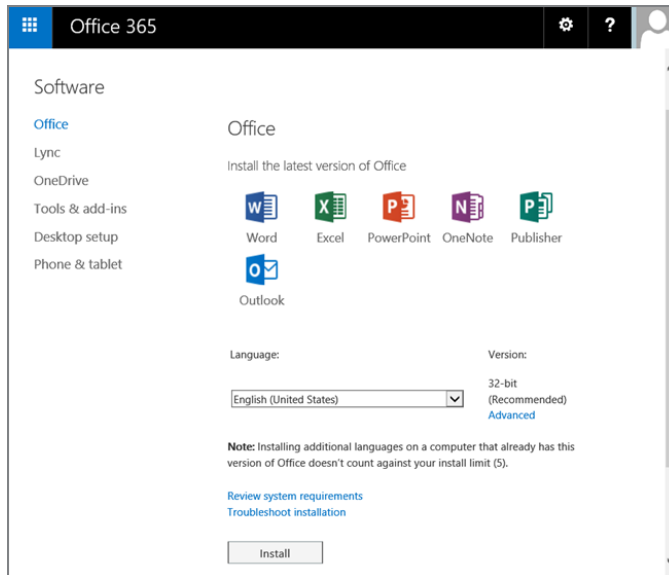 Office 365
?
Software
Office
Lync
OneDrive
Tools & add-ins
Desktop setup
Phone & tablet
Office
Install the latest version of Office
Word Excel PowerPoint OneNote Publisher
Outlook
Language:
Version:
English (United States)
32-bit
(Recommended)
Advanced
Note: Installing additional languages on a computer that already has this
version of Office doesn't count against your install limit (5).
Review system requirements
Troubleshoot installation
Install